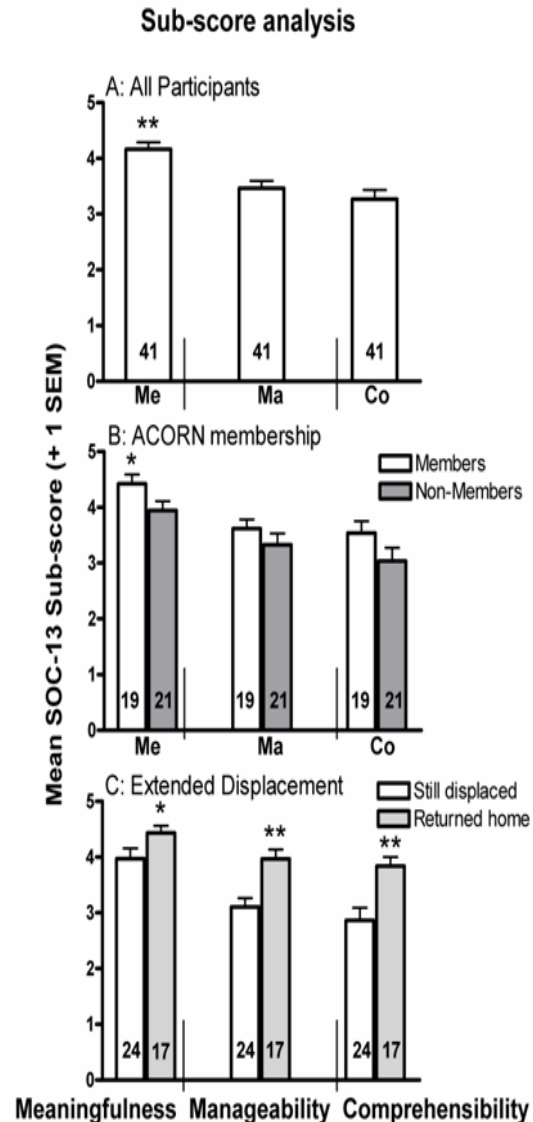 Sub-score analysis
Mean SOC-13 Sub-score (+ 1 SEM)
A: All Participants
5
**
4
3
2
1
41 41 41
0
Me Ma Co
B: ACORN membership
5
*
Members
Non-Members
4
3
2
1
19 21 19 21 19 21
0
Me Ma Co
C: Extended Displacement
5
Still displaced
Returned home
* ** **
4
3
2
1
24 17 24 17 24 17
0
Meaningfulness Manageability Comprehensibility